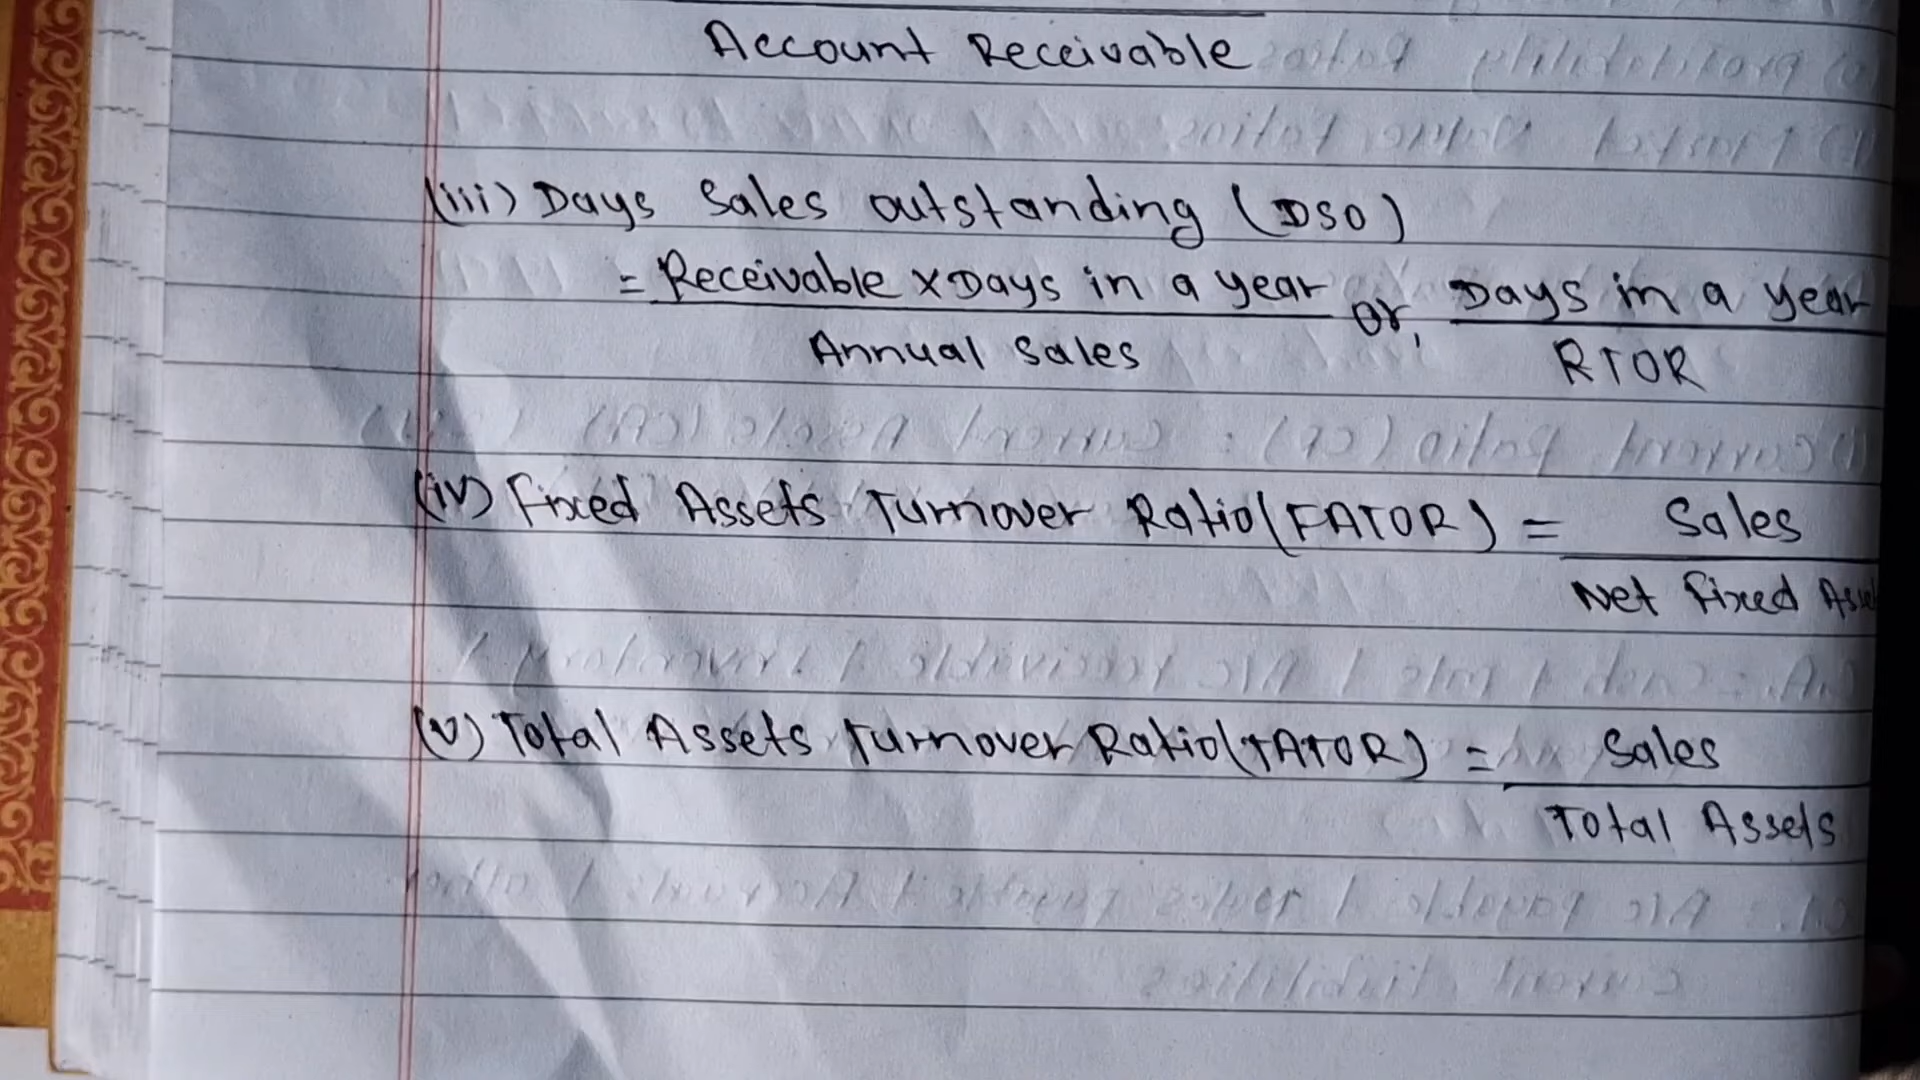 Account Receivable
(iii) Days Sales outstanding (DSO)
= Receivable X Days in a year or, Days in a year
Annual Sales RTOR
(iv) Fixed Assets Turnover Ratio (FATOR) = Sales
Net Fixed Asse
(v) Total Assets Turnover Ratio (TATOR) = Sales
Total Assets